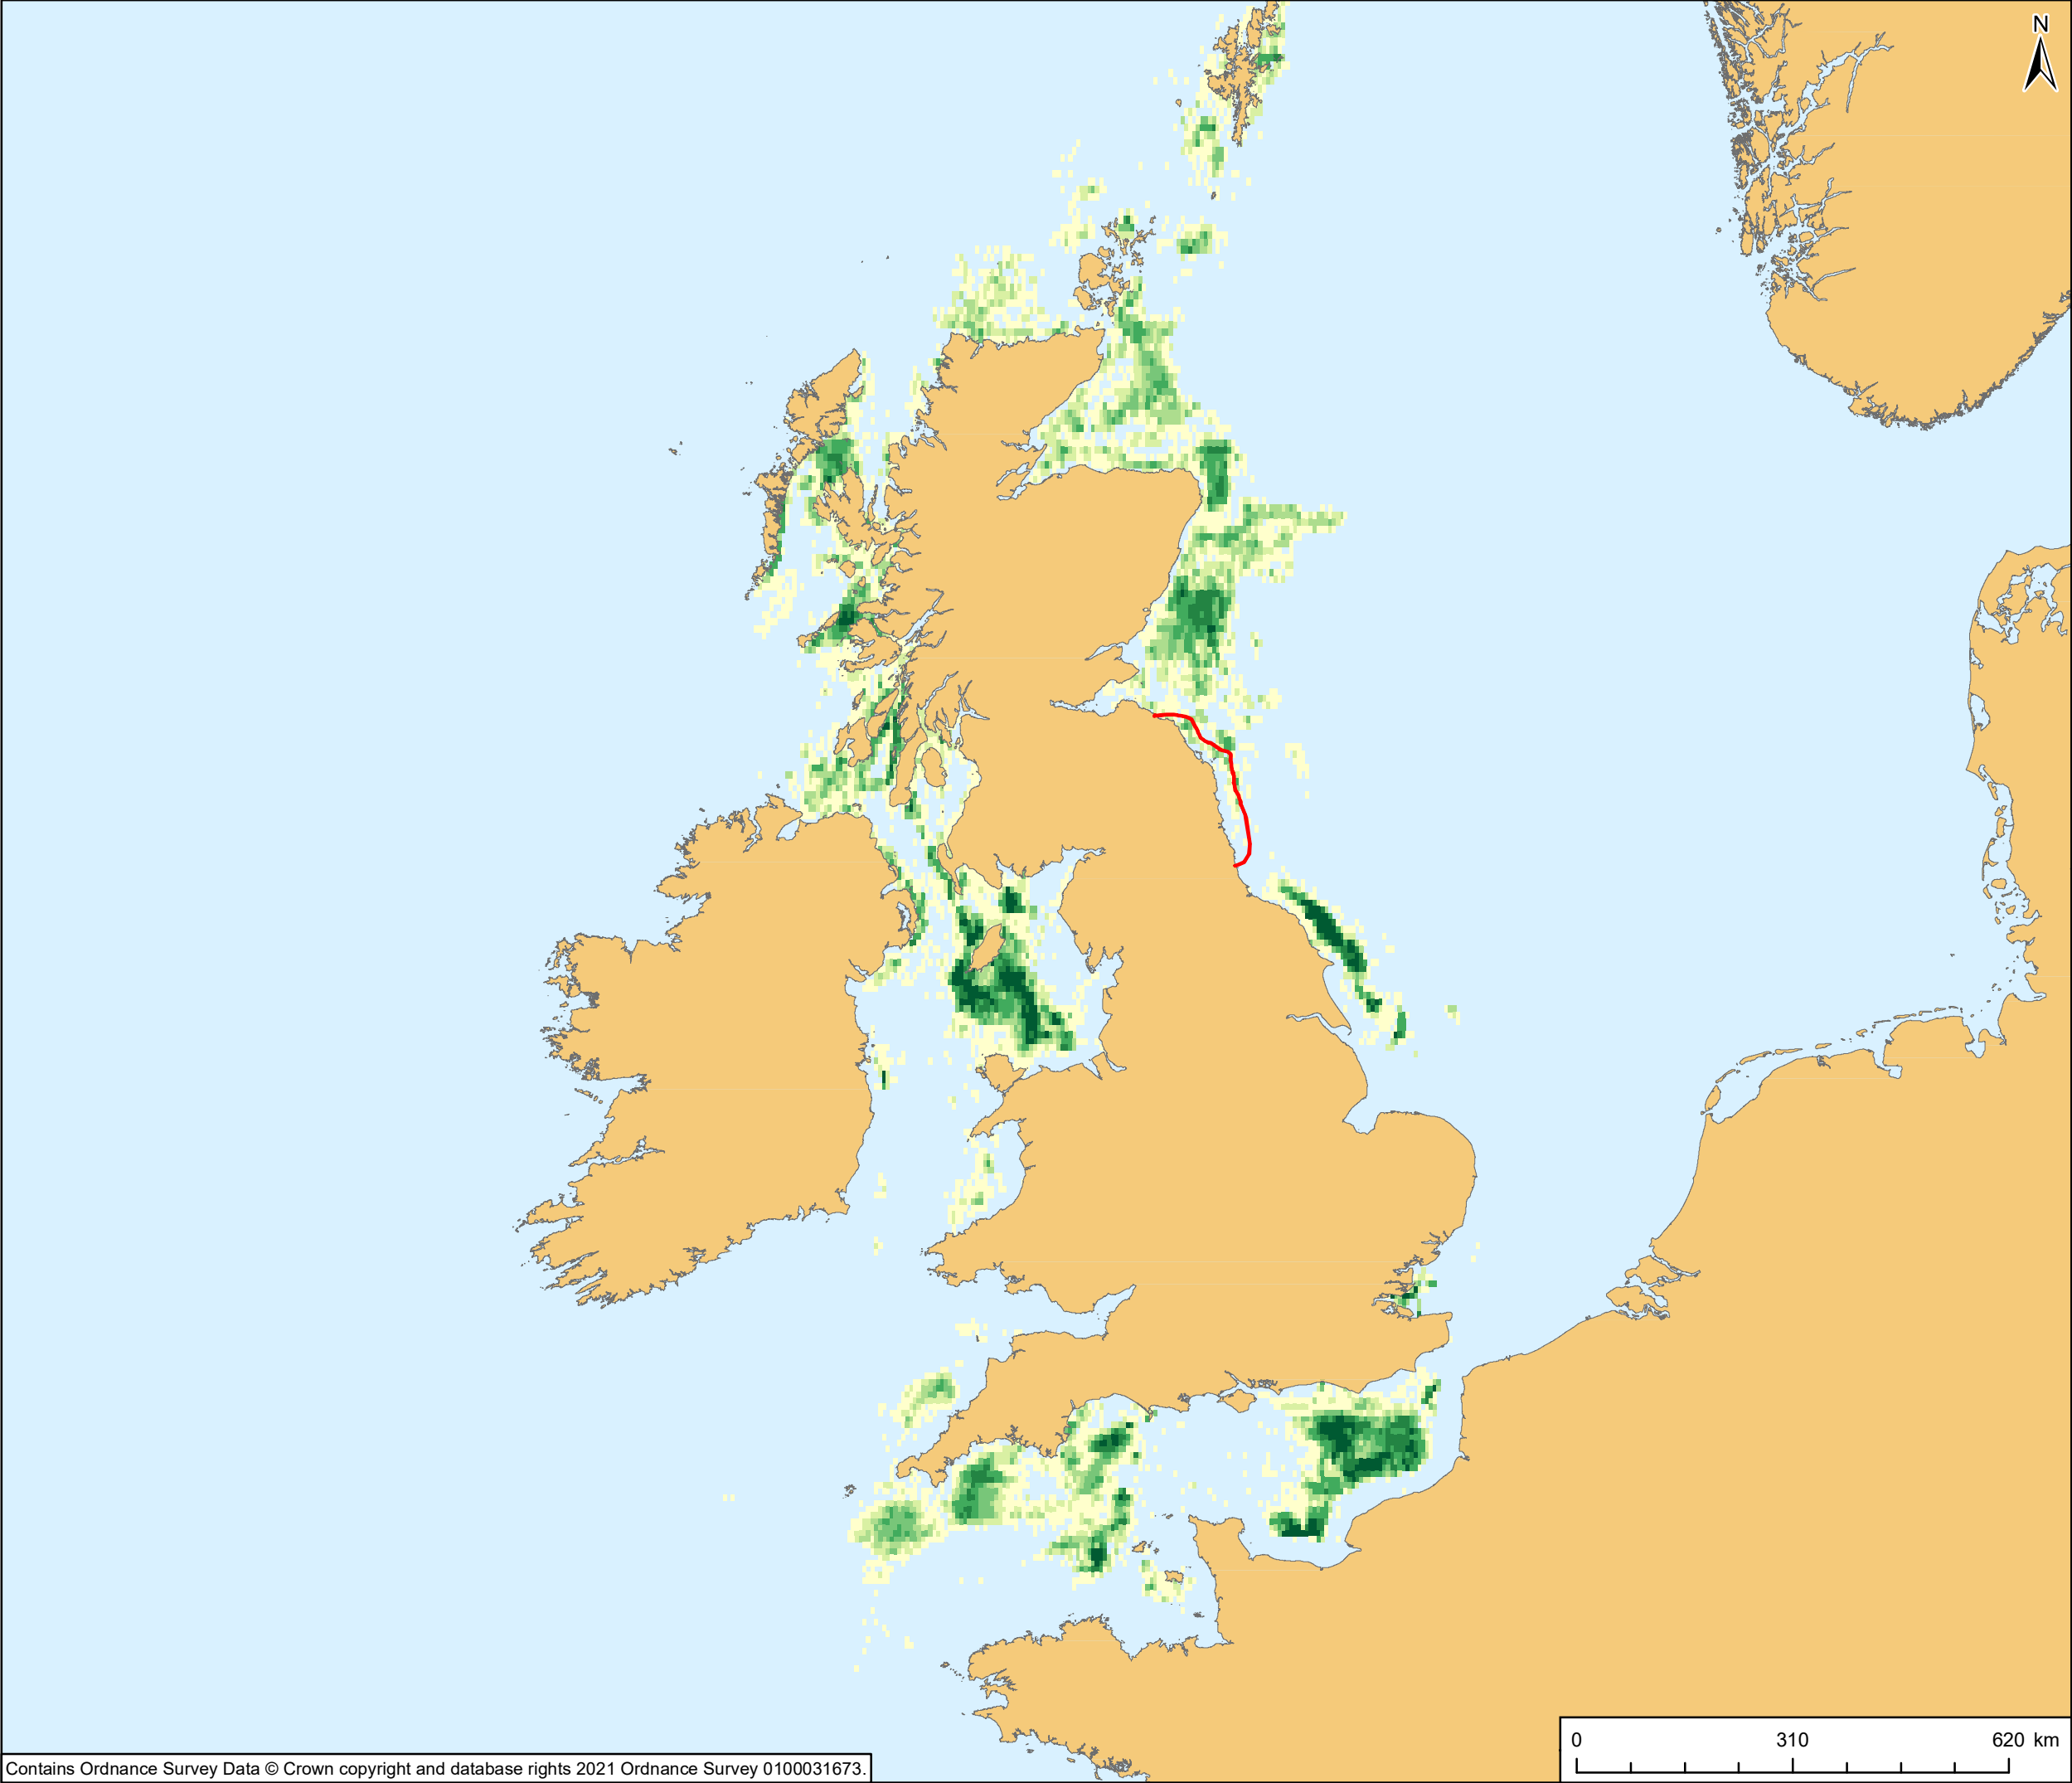 N
0 310 620 km
Contains Ordnance Survey Data © Crown copyright and database rights 2021 Ordnance Survey 0100031673.